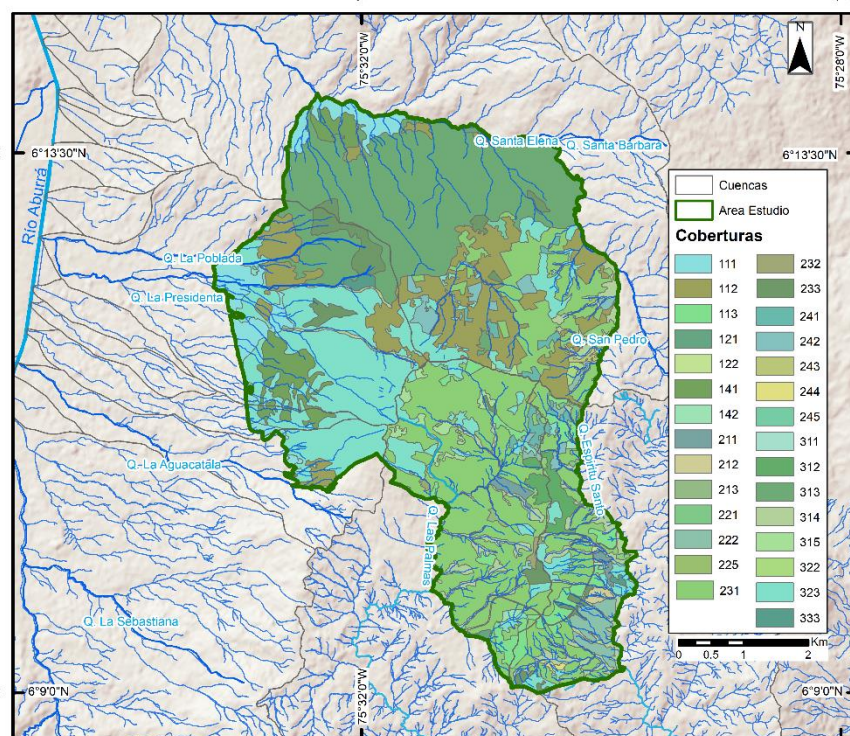 75°32'0"W
75°28'0"W
N
6°13'30"N
6°13'30"N
Q. Santa Elena
Q. Santa Bárbara
Río Aburrá
Q. La Poblada
Q. La Presidenta
Q. San Pedro
Q. La Aguacatala
Q. Espíritu Santo
Q. Las Palmas
Q. La Sebastiana
Cuencas
Area Estudio
Coberturas
111
112
113
121
122
141
142
211
212
213
221
222
225
231
232
233
241
242
243
244
245
311
312
313
314
315
322
323
333
Km
0 0.5 1 2
6°9'0"N
6°9'0"N
75°32'0"W